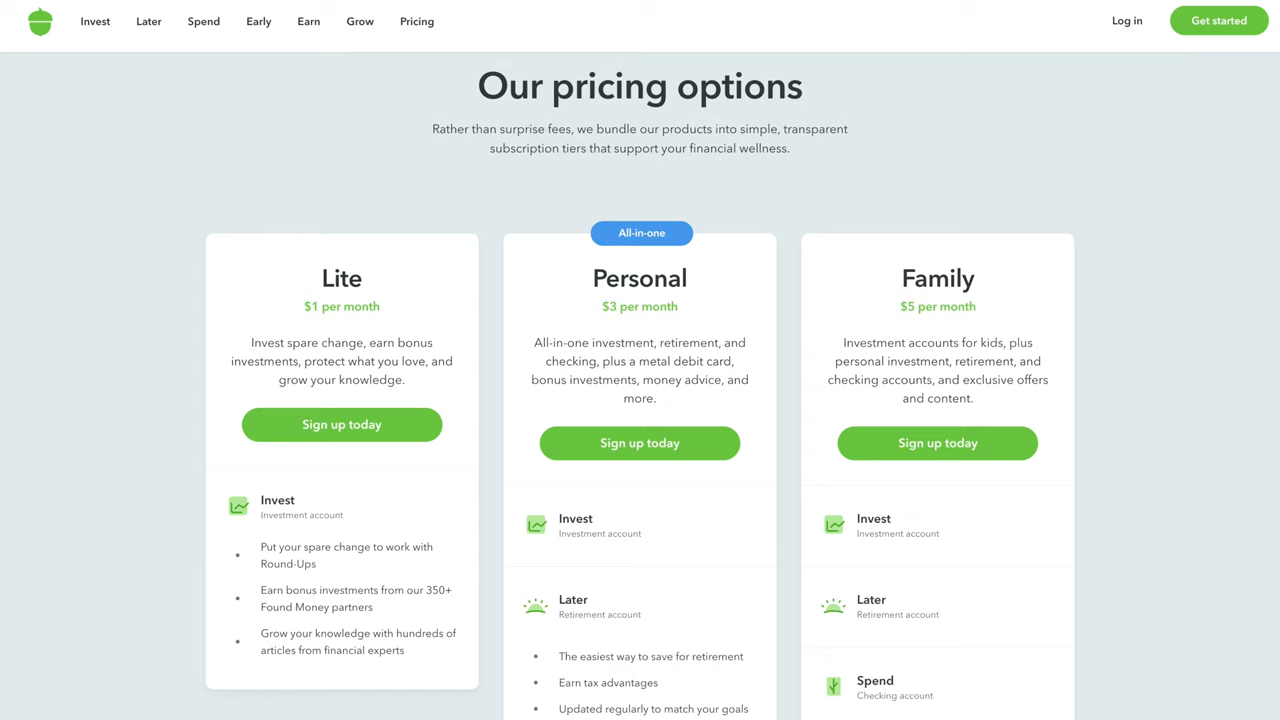 Invest Later Spend Early Earn Grow Pricing Log in Get started
Our pricing options
Rather than surprise fees, we bundle our products into simple, transparent
subscription tiers that support your financial wellness.
Lite
$1 per month
Invest spare change, earn bonus
investments, protect what you love, and
grow your knowledge.
Sign up today
Invest
Investment account
Put your spare change to work with
Round-Ups
Earn bonus investments from our 350+
Found Money partners
Grow your knowledge with hundreds of
articles from financial experts
All-in-one
Personal
$3 per month
All-in-one investment, retirement, and
checking, plus a metal debit card,
bonus investments, money advice, and
more.
Sign up today
Invest
Investment account
Later
Retirement account
The easiest way to save for retirement
Earn tax advantages
Updated regularly to match your goals
Family
$5 per month
Investment accounts for kids, plus
personal investment, retirement, and
checking accounts, and exclusive offers
and content.
Sign up today
Invest
Investment account
Later
Retirement account
Spend
Checking account